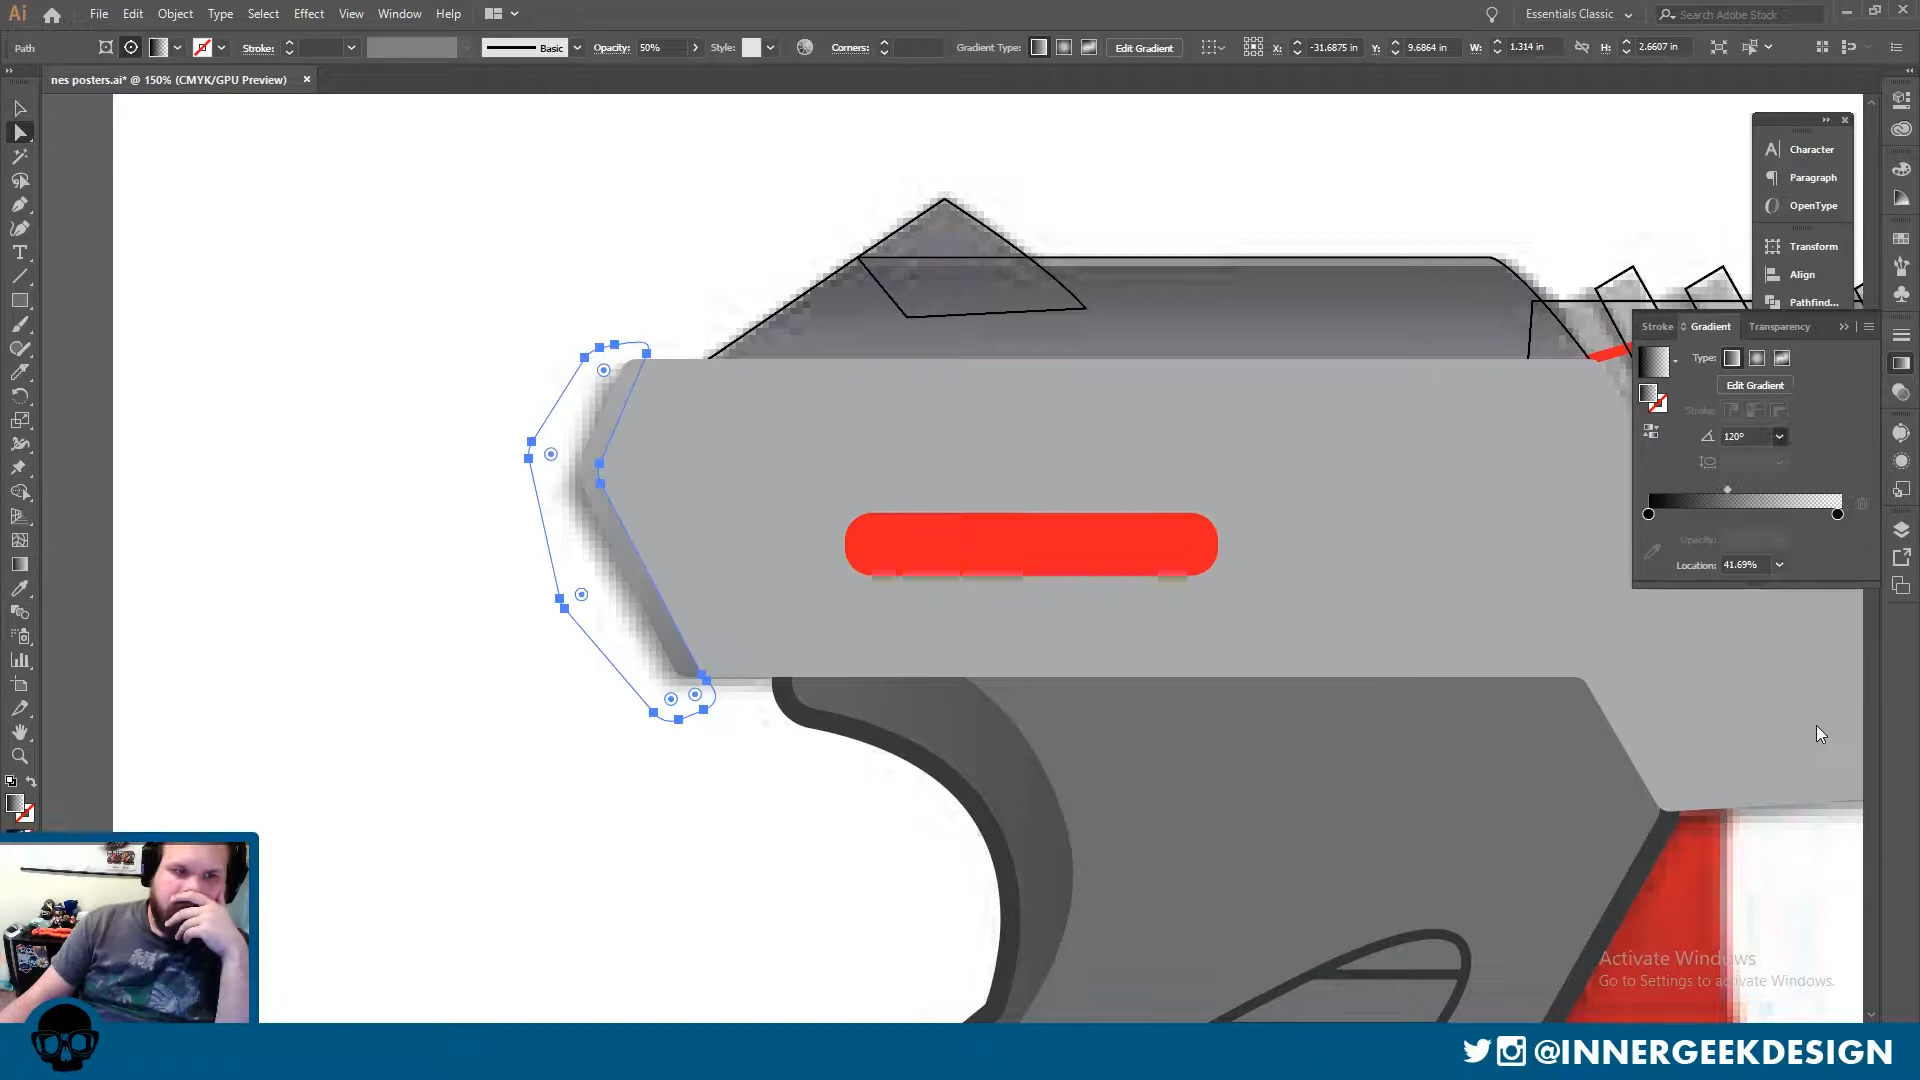 Ai File Edit Object Type Select Effect View Window Help Essentials Classic Search Adobe Stock
Path Stroke: Basic Opacity: 50% Style: Corners: Gradient Type: Edit Gradient X: -31.6875 in Y: 9.6864 in W: 1.314 in H: 2.6607 in
nes posters.ai* @ 150% (CMYK/GPU Preview)
Character
Paragraph
OpenType
Transform
Align
Pathfind...
Stroke Gradient Transparency
Type:
Edit Gradient
Stroke:
120°
Opacity:
Location: 41.69%
Activate Windows
Go to Settings to activate Windows.
@INNERGEEKDESIGN